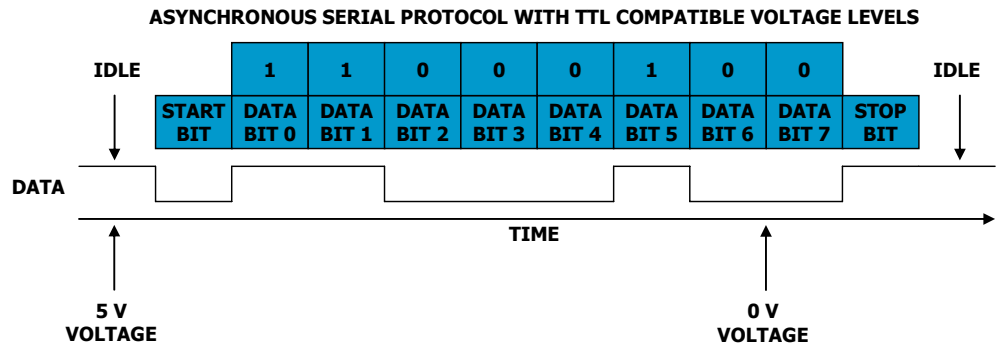 ASYNCHRONOUS SERIAL PROTOCOL WITH TTL COMPATIBLE VOLTAGE LEVELS
IDLE 1 1 0 0 0 1 0 0 IDLE
START DATA DATA DATA DATA DATA DATA DATA DATA STOP
BIT BIT 0 BIT 1 BIT 2 BIT 3 BIT 4 BIT 5 BIT 6 BIT 7 BIT
DATA
TIME
5 V 0 V
VOLTAGE VOLTAGE